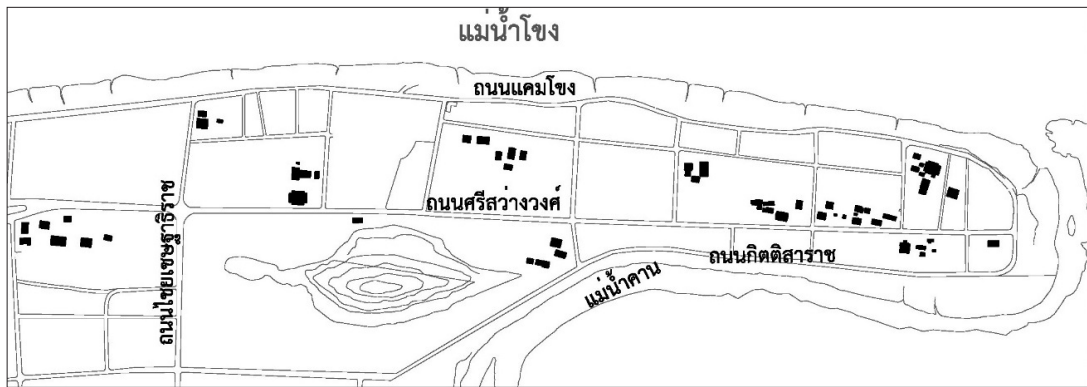 แม่น้ำโขง
ถนนแคมโขง
ถนนศรีสว่างวงศ์
ถนนไชยเชษฐาธิราช
ถนนกิตติสาราช
แม่น้ำคาน